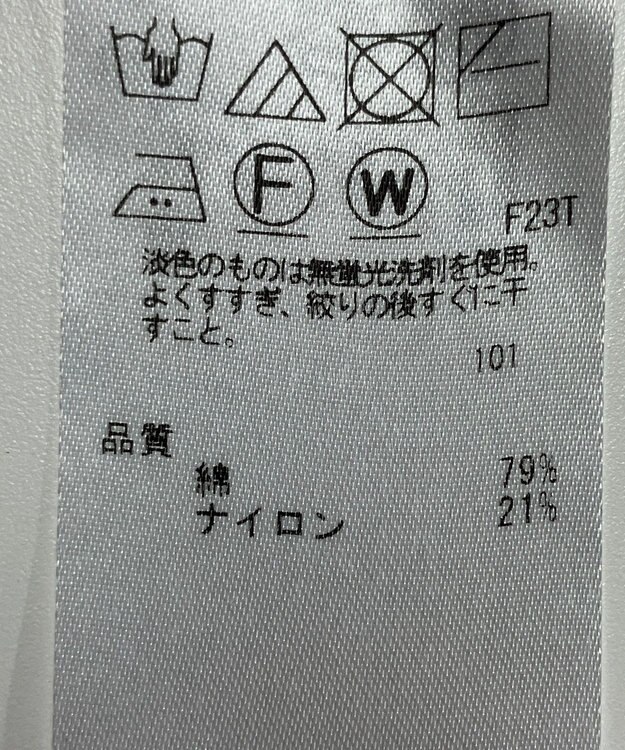 F W
F23T
淡色のものは無蛍光洗剤を使用。
よくすすぎ、絞りの後すぐに干
すこと。
101
品質
綿 79%
ナイロン 21%